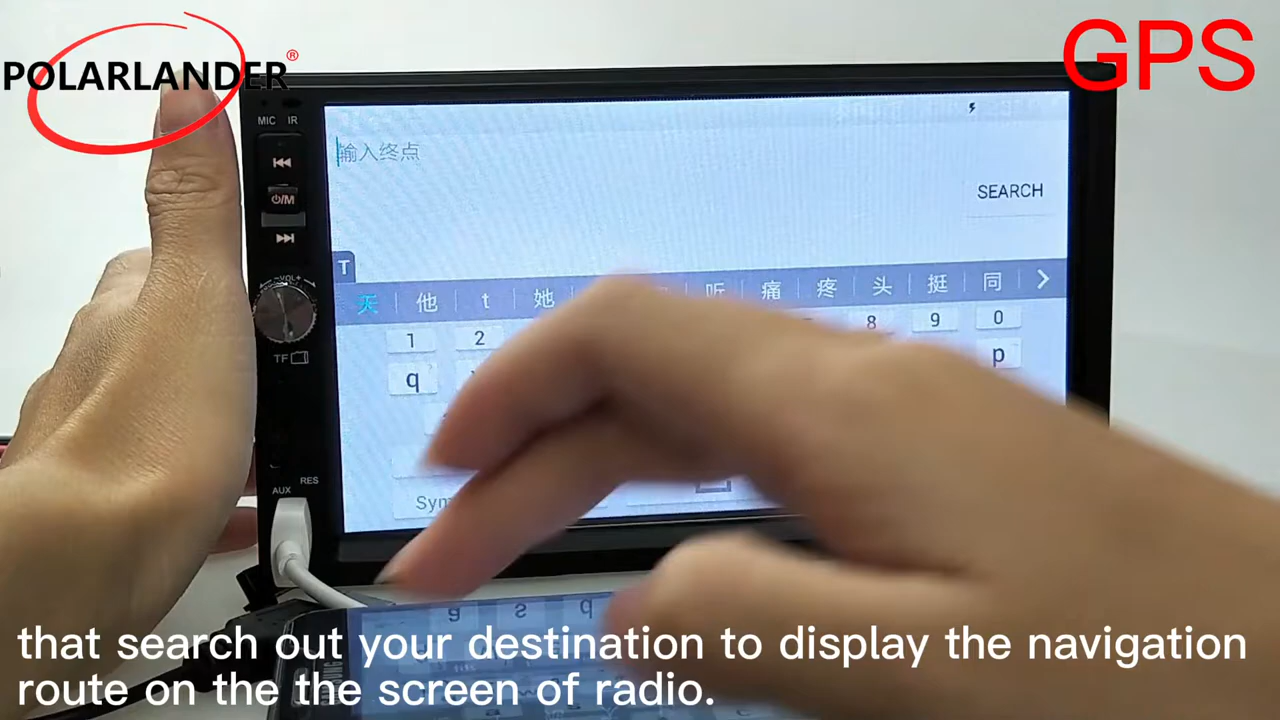 POLARLANDER®
GPS
MIC IR
输入终点
SEARCH
⏻/M
T
天 他 t 她 听 痛 疼 头 挺 同 >
-VOL+
1 2 8 9 0
TF
q p
RES
AUX
Sym
a s d
that search out your destination to display the navigation
route on the the screen of radio.